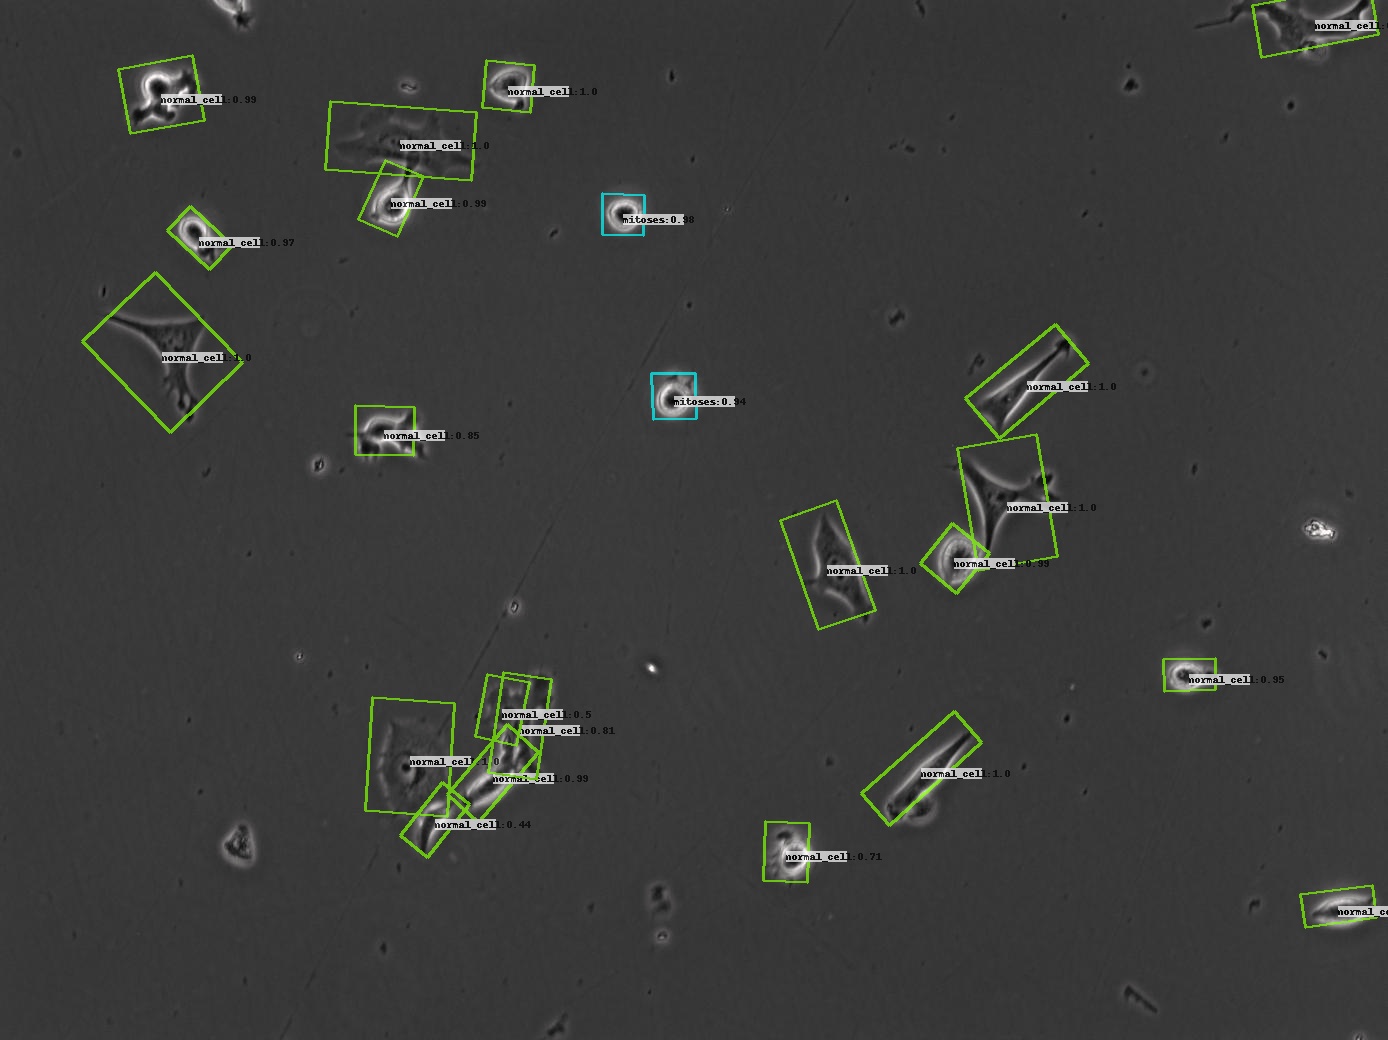 normal_cell:
normal_cell:1.0
normal_cell:0.99
normal_cell:1.0
normal_cell:0.99
mitoses:0.98
normal_cell:0.97
normal_cell:1.0
normal_cell:1.0
mitoses:0.94
normal_cell:0.85
normal_cell:1.0
normal_cell:0.99
normal_cell:1.0
normal_cell:0.95
normal_cell:0.5
normal_cell:0.81
normal_cell:1.0
normal_cell:1.0
normal_cell:0.99
normal_cell:0.44
normal_cell:0.71
normal_ce